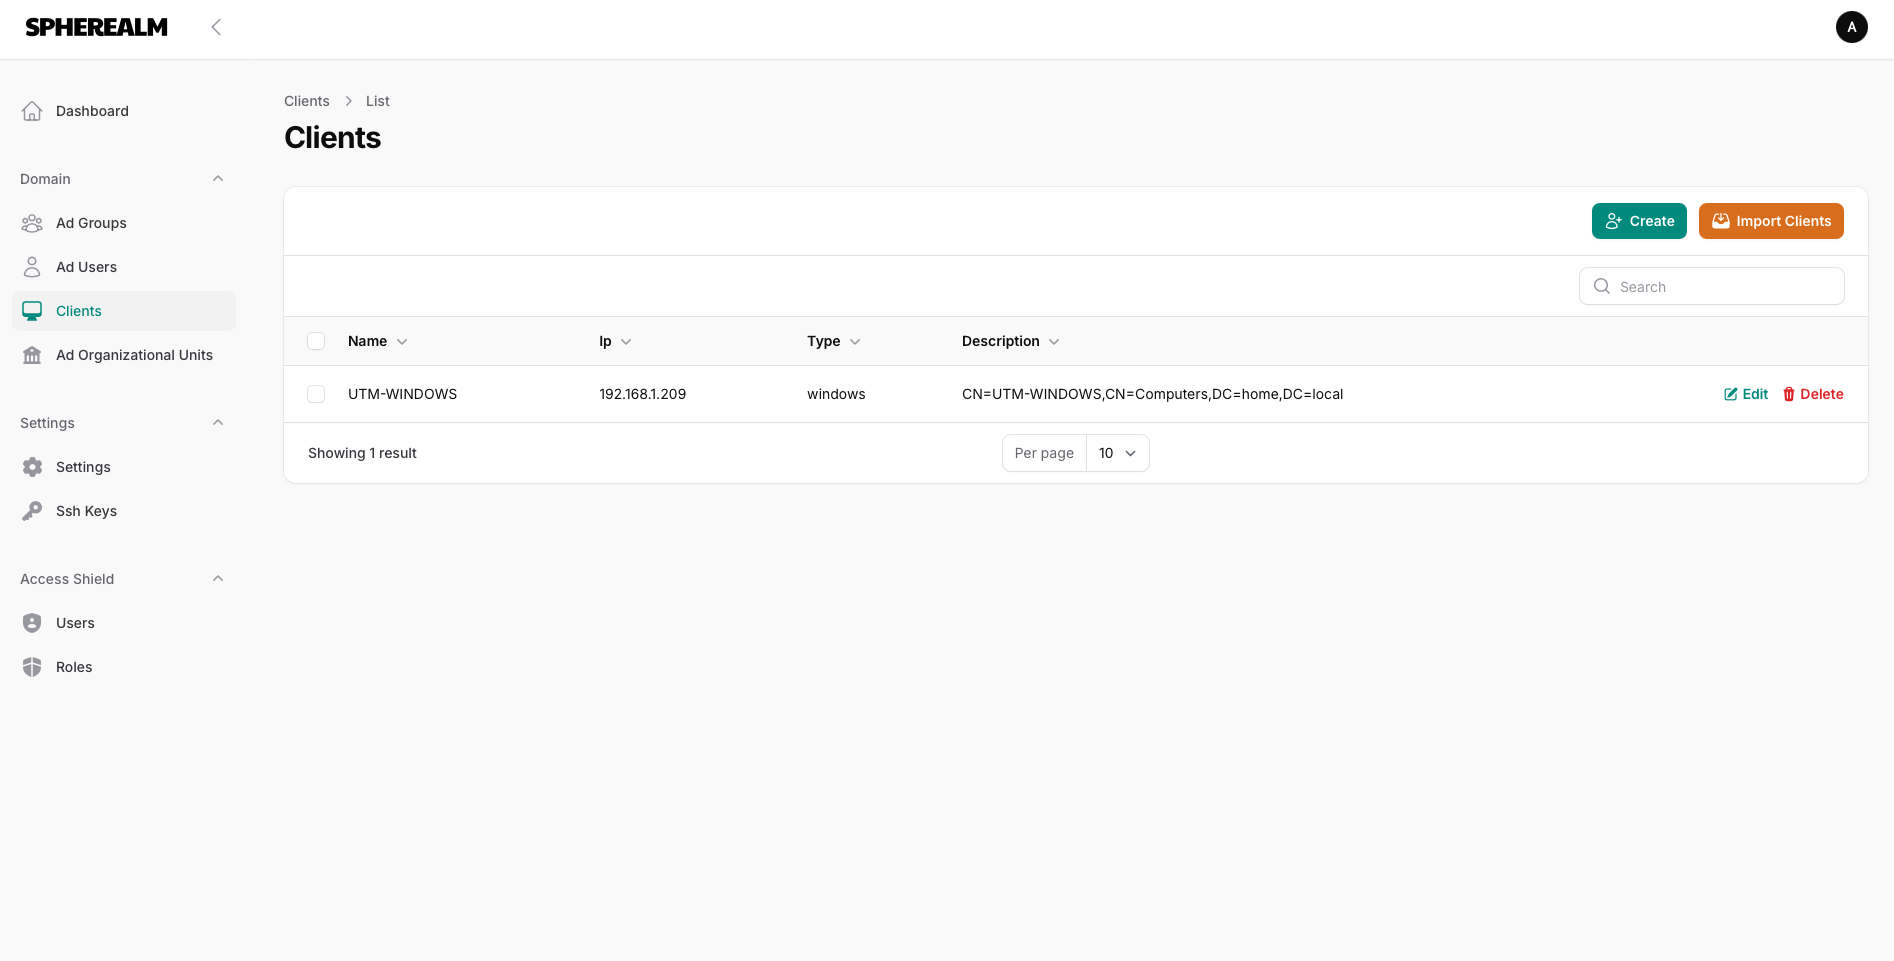 SPHEREALM
A
Dashboard
Domain
Ad Groups
Ad Users
Clients
Ad Organizational Units
Settings
Settings
Ssh Keys
Access Shield
Users
Roles
Clients > List
Clients
Create Import Clients
Search
Name Ip Type Description
UTM-WINDOWS 192.168.1.209 windows CN=UTM-WINDOWS,CN=Computers,DC=home,DC=local Edit Delete
Showing 1 result Per page 10